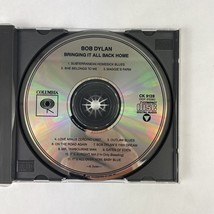 BOB DYLAN
BRINGING IT ALL BACK HOME
1. SUBTERRANEAN HOMESICK BLUES
2. SHE BELONGS TO ME 3. MAGGIE'S FARM
COLUMBIA
CK 9128
4. LOVE MINUS ZERO/NO LIMIT 5. OUTLAW BLUES
6. ON THE ROAD AGAIN 7. BOB DYLAN'S 115th DREAM
8. MR. TAMBOURINE MAN 9. GATES OF EDEN
10. IT'S ALRIGHT, MA (I'm Only Bleeding)
11. IT'S ALL OVER NOW, BABY BLUE